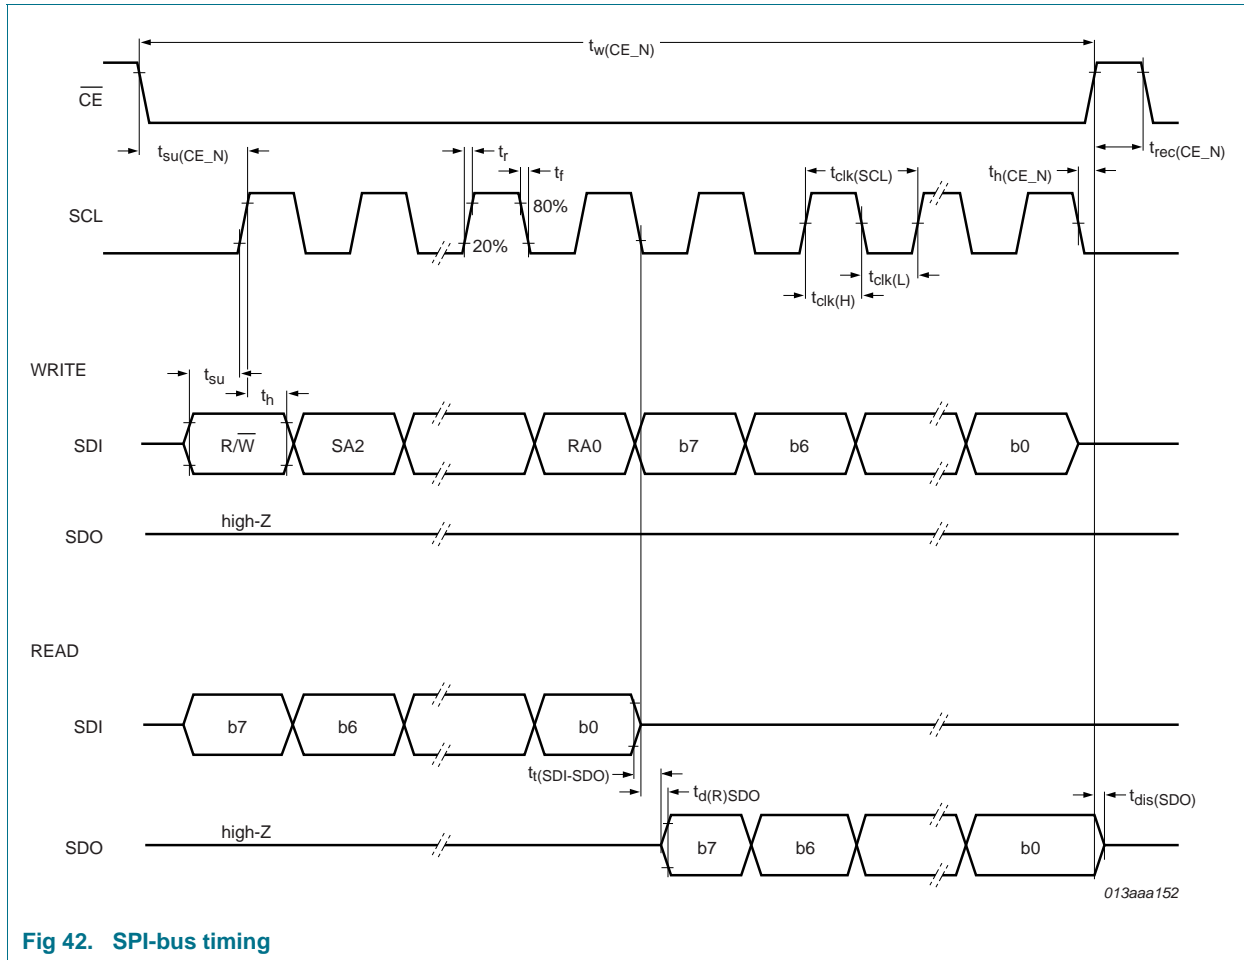 tw(CE_N)
CE
tsu(CE_N)
tr
tf
tclk(SCL)
th(CE_N)
trec(CE_N)
SCL
80%
20%
tclk(H)
tclk(L)
WRITE
tsu
th
SDI R/W SA2 RA0 b7 b6 b0
high-Z
SDO
READ
SDI b7 b6 b0
tt(SDI-SDO)
td(R)SDO
tdis(SDO)
high-Z
SDO b7 b6 b0
013aaa152
Fig 42. SPI-bus timing